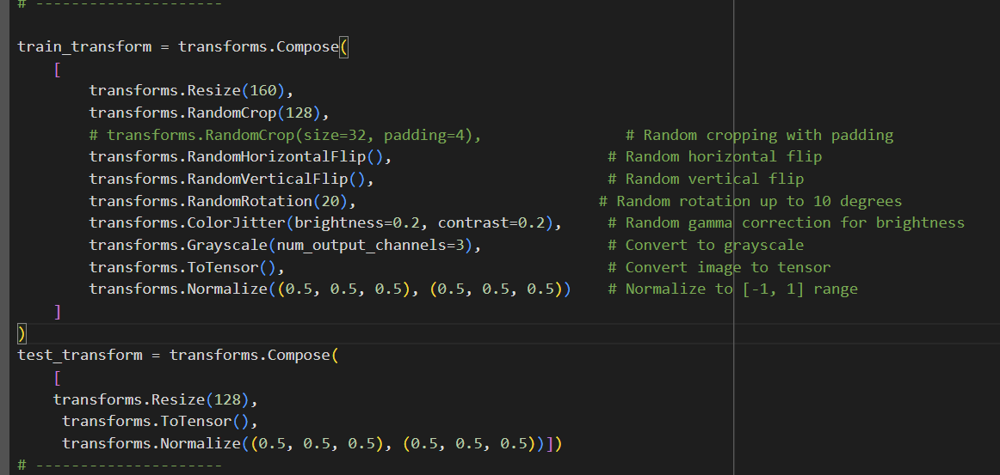 # ---------------------
train_transform = transforms.Compose(
    [
        transforms.Resize(160),
        transforms.RandomCrop(128),
        # transforms.RandomCrop(size=32, padding=4),                # Random cropping with padding
        transforms.RandomHorizontalFlip(),                        # Random horizontal flip
        transforms.RandomVerticalFlip(),                          # Random vertical flip
        transforms.RandomRotation(20),                           # Random rotation up to 10 degrees
        transforms.ColorJitter(brightness=0.2, contrast=0.2),     # Random gamma correction for brightness
        transforms.Grayscale(num_output_channels=3),              # Convert to grayscale
        transforms.ToTensor(),                                    # Convert image to tensor
        transforms.Normalize((0.5, 0.5, 0.5), (0.5, 0.5, 0.5))    # Normalize to [-1, 1] range
    ]
)
test_transform = transforms.Compose(
    [
    transforms.Resize(128),
     transforms.ToTensor(),
     transforms.Normalize((0.5, 0.5, 0.5), (0.5, 0.5, 0.5))])
# ---------------------